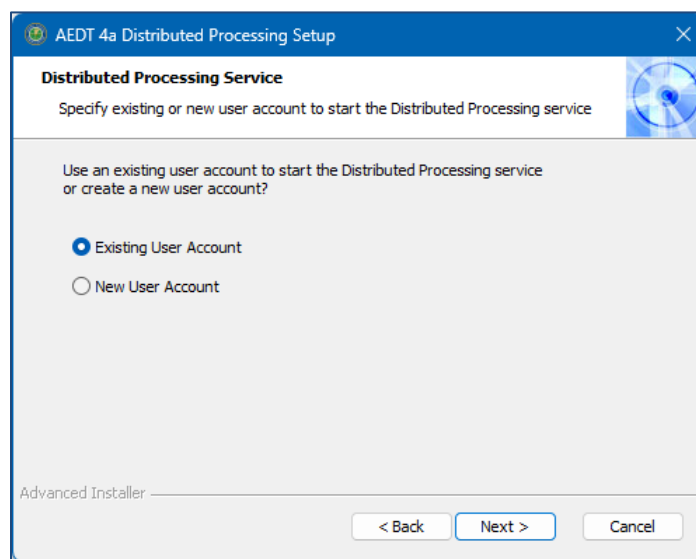 AEDT 4a Distributed Processing Setup
Distributed Processing Service
Specify existing or new user account to start the Distributed Processing service
Use an existing user account to start the Distributed Processing service
or create a new user account?
Existing User Account
New User Account
Advanced Installer
< Back
Next >
Cancel